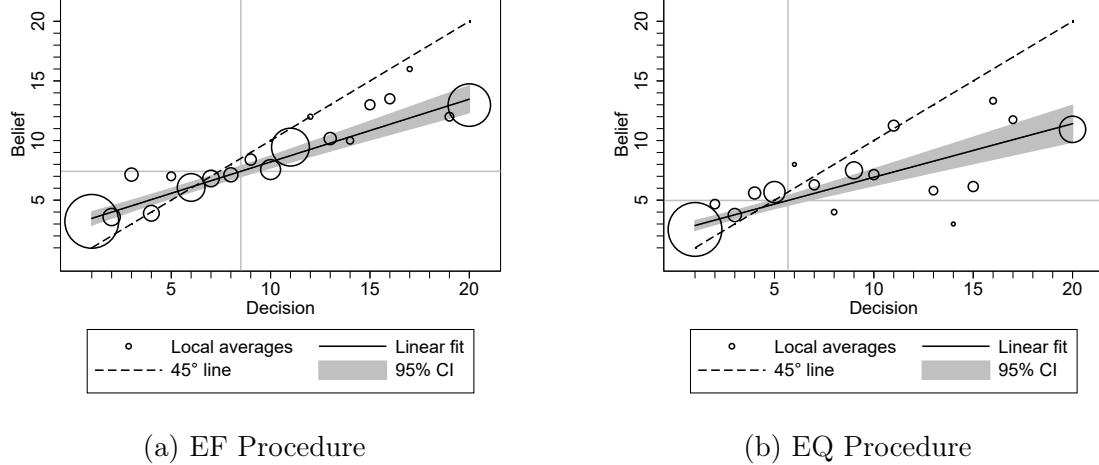 20
15
10
5
Belief
5 10 15 20
Decision
Local averages Linear fit
45° line 95% CI
(a) EF Procedure
20
15
10
5
Belief
5 10 15 20
Decision
Local averages Linear fit
45° line 95% CI
(b) EQ Procedure